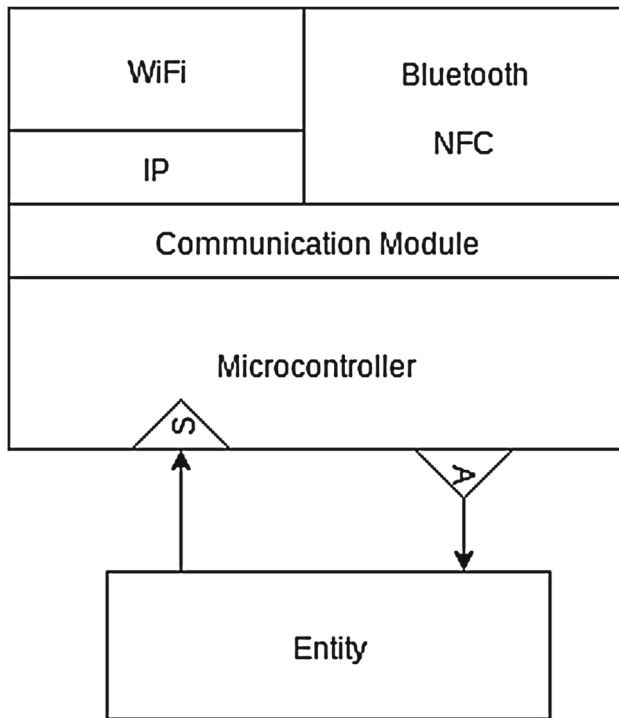 WiFi
Bluetooth
NFC
IP
Communication Module
Microcontroller
S
A
Entity